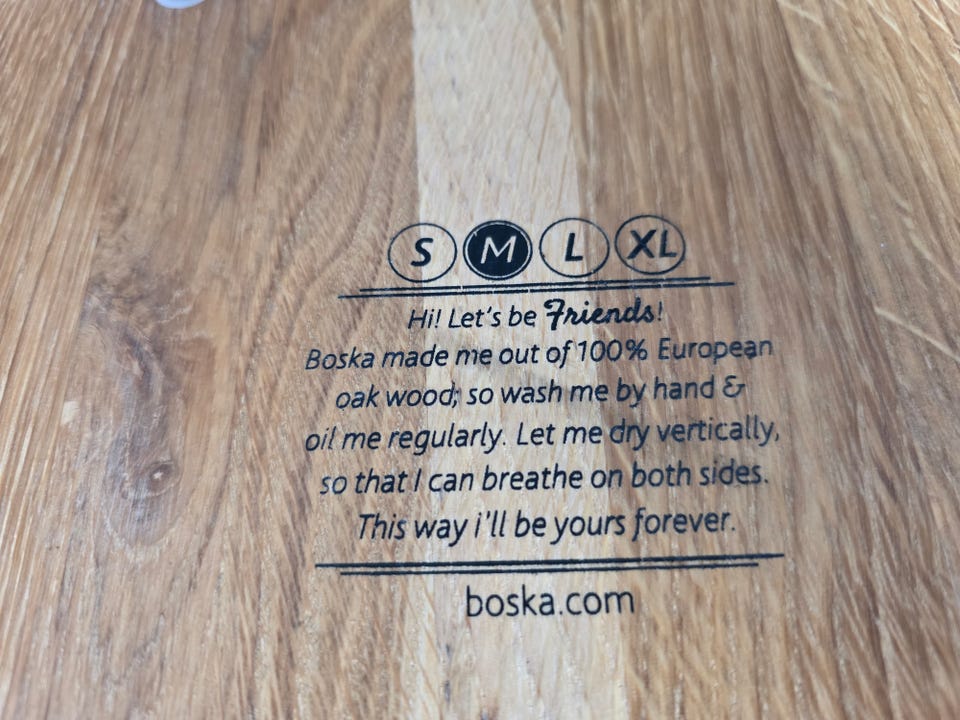 S M L XL
Hi! Let's be Friends!
Boska made me out of 100% European
oak wood; so wash me by hand &
oil me regularly. Let me dry vertically,
so that I can breathe on both sides.
This way i'll be yours forever.
boska.com